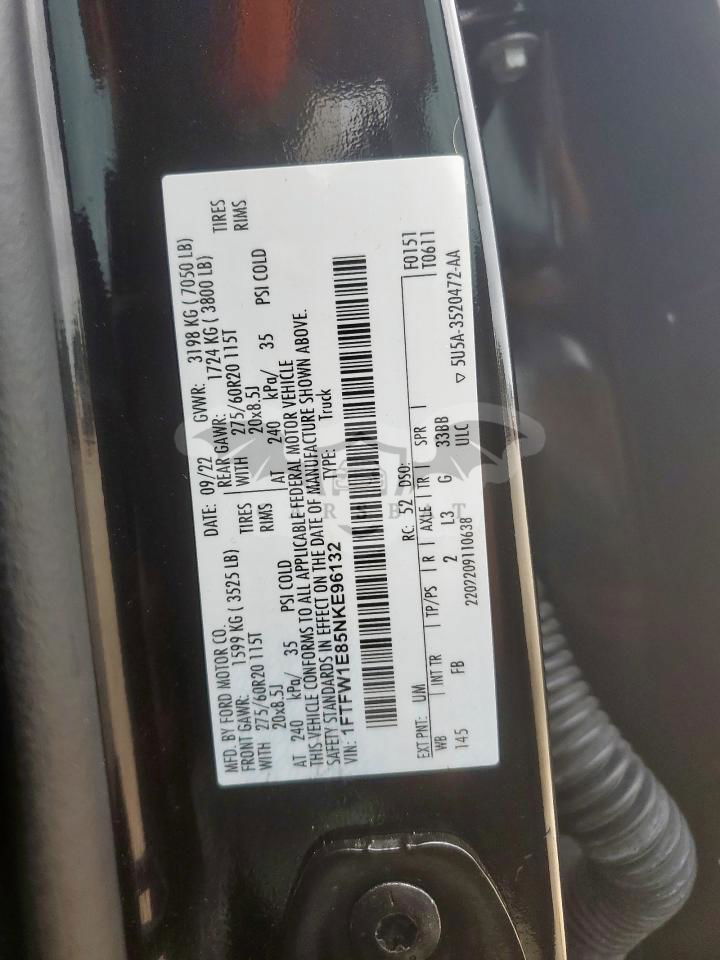 MFD. BY FORD MOTOR CO. DATE: 09/22 GVWR: 3198 KG ( 7050 LB)
FRONT GAWR: 1599 KG ( 3525 LB) REAR GAWR: 1724 KG ( 3800 LB)
WITH 275/60R20 115T TIRES WITH 275/60R20 115T TIRES
20x8.5J RIMS 20x8.5J RIMS
AT 240 kPa/ 35 PSI COLD AT 240 kPa/ 35 PSI COLD
THIS VEHICLE CONFORMS TO ALL APPLICABLE FEDERAL MOTOR VEHICLE
SAFETY STANDARDS IN EFFECT ON THE DATE OF MANUFACTURE SHOWN ABOVE.
VIN: 1FTFW1E85NKE96132 TYPE: Truck
EXT PNT: UM RC: 52 DSO: F0151
WB INT TR TP/PS R AXLE TR SPR T0611
145 FB 2 L3 G 33BB
2202209110638 ULC ▽ 5U5A-3520472-AA